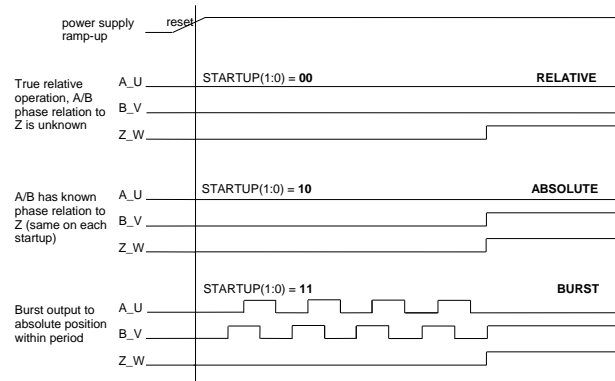 power supply
ramp-up
reset
True relative
operation, A/B
phase relation to
Z is unknown
A_U
B_V
Z_W
STARTUP(1:0) = 00
RELATIVE
A/B has known
phase relation to
Z (same on each
startup)
A_U
B_V
Z_W
STARTUP(1:0) = 10
ABSOLUTE
Burst output to
absolute position
within period
A_U
B_V
Z_W
STARTUP(1:0) = 11
BURST